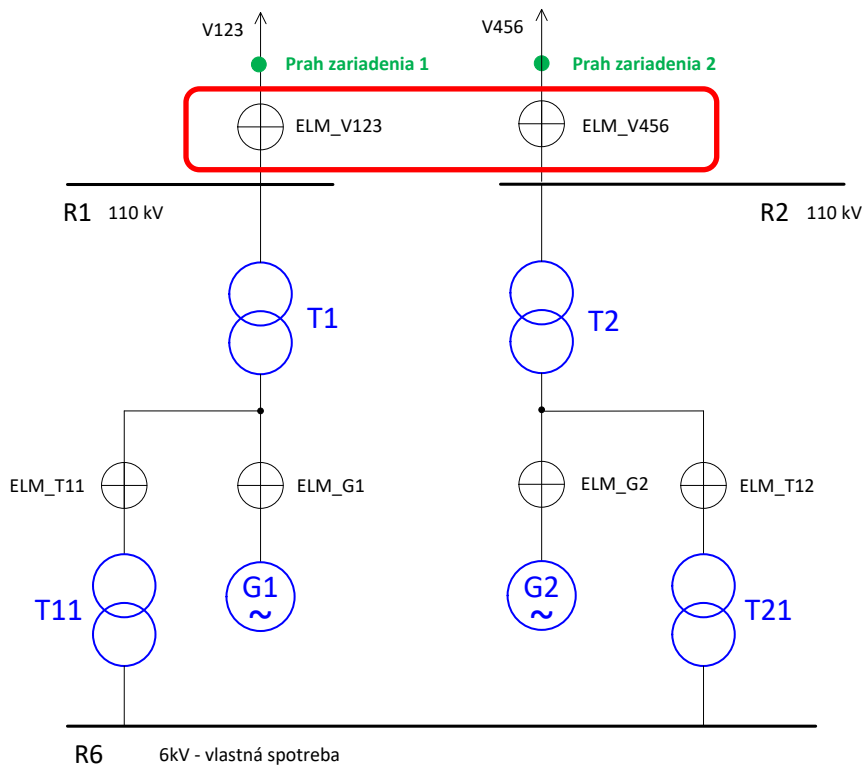 V123
V456
Prah zariadenia 1
Prah zariadenia 2
ELM_V123
ELM_V456
R1 110 kV
R2 110 kV
T1
T2
ELM_T11
ELM_G1
ELM_G2
ELM_T12
T11
G1
~
G2
~
T21
R6 6kV - vlastná spotreba